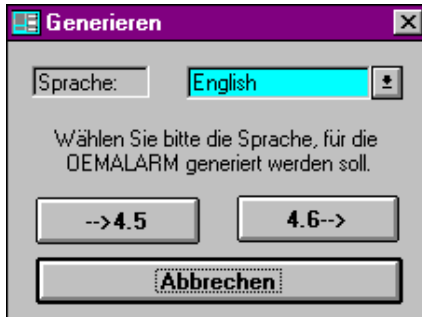 Generieren
Sprache: English
Wählen Sie bitte die Sprache, für die
OEMALARM generiert werden soll.
-->4.5 4.6-->
Abbrechen